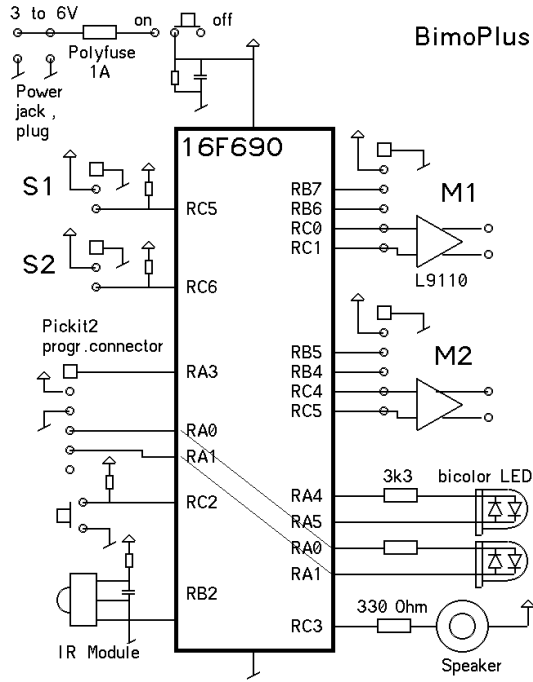 3 to 6V
on
off
BimoPlus
Polyfuse
1A
Power
jack,
plug
16F690
S1
RC5
S2
RC6
Pickit2
progr.connector
RA3
RA0
RA1
RC2
RB2
IR Module
RB7
RB6
RC0
RC1
M1
L9110
RB5
RB4
RC4
RC5
M2
3k3
bicolor LED
RA4
RA5
RA0
RA1
330 Ohm
RC3
Speaker